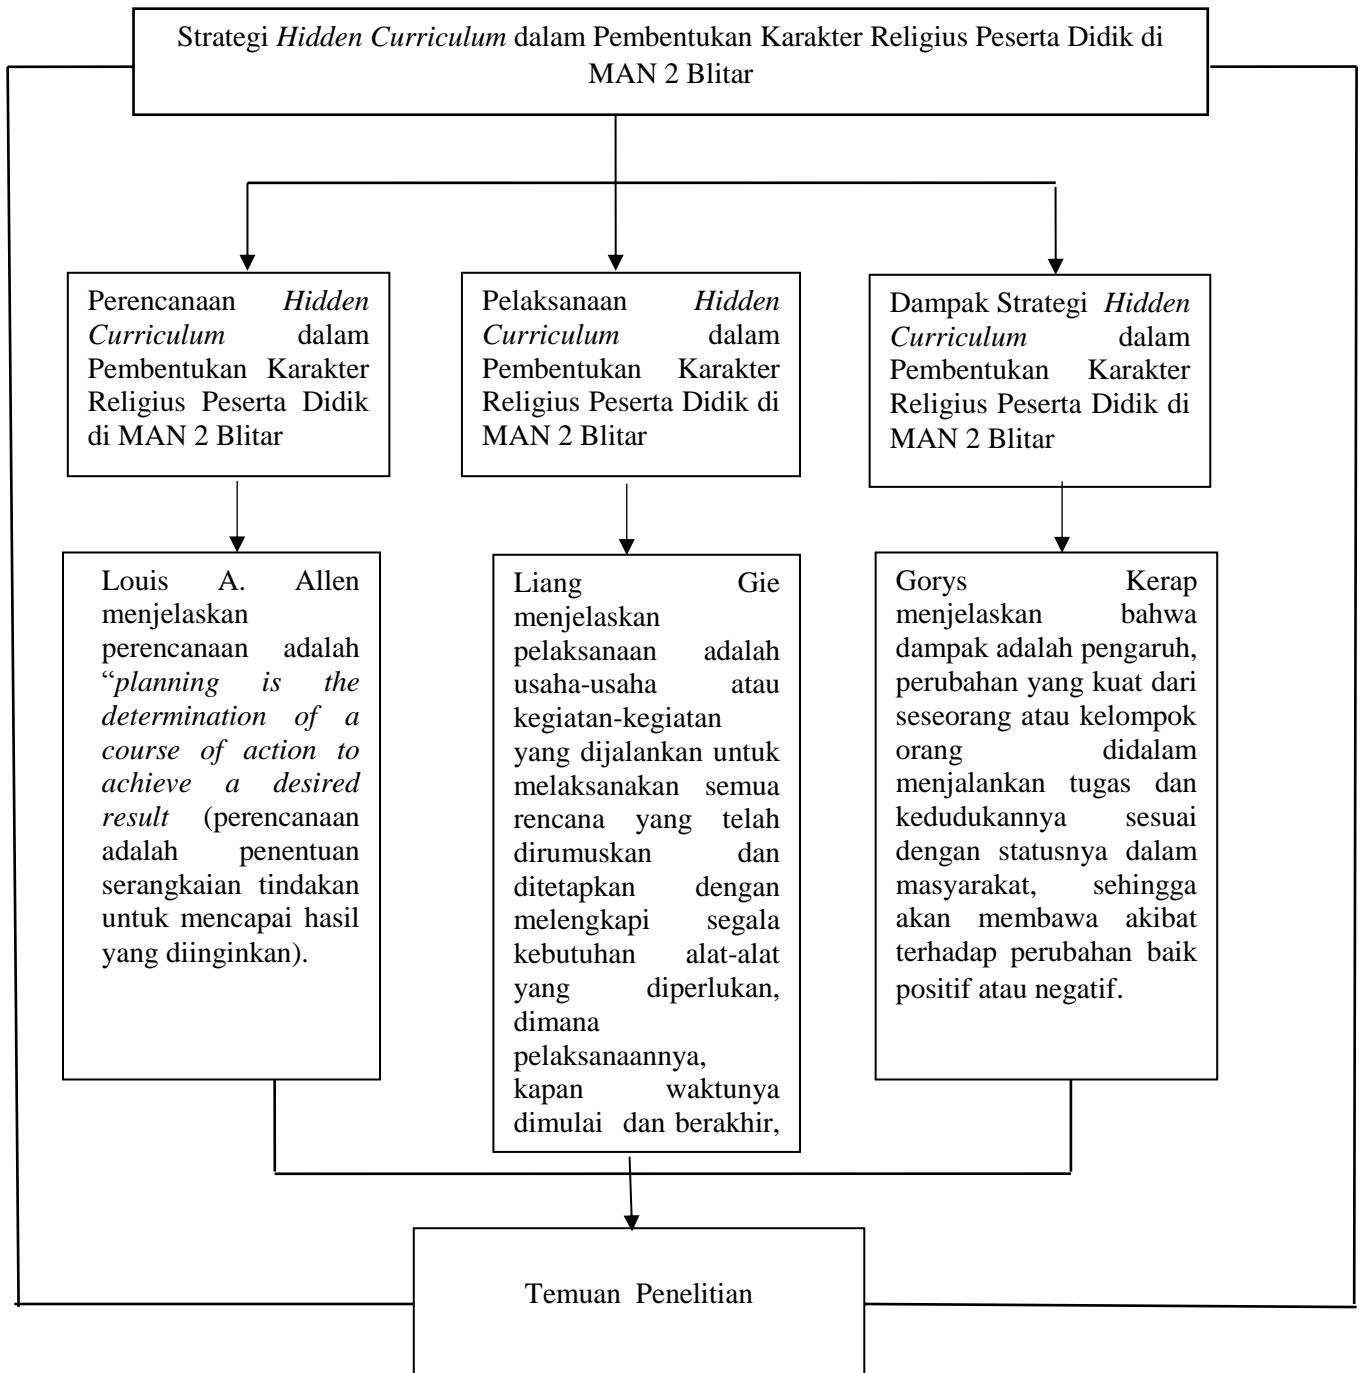 Strategi Hidden Curriculum dalam Pembentukan Karakter Religius Peserta Didik di
MAN 2 Blitar
Perencanaan Hidden
Curriculum dalam
Pembentukan Karakter
Religius Peserta Didik
di MAN 2 Blitar
Pelaksanaan Hidden
Curriculum dalam
Pembentukan Karakter
Religius Peserta Didik di
MAN 2 Blitar
Dampak Strategi Hidden
Curriculum dalam
Pembentukan Karakter
Religius Peserta Didik di
MAN 2 Blitar
Louis A. Allen
menjelaskan
perencanaan adalah
“planning is the
determination of a
course of action to
achieve a desired
result (perencanaan
adalah penentuan
serangkaian tindakan
untuk mencapai hasil
yang diinginkan).
Liang Gie
menjelaskan
pelaksanaan adalah
usaha-usaha atau
kegiatan-kegiatan
yang dijalankan untuk
melaksanakan semua
rencana yang telah
dirumuskan dan
ditetapkan dengan
melengkapi segala
kebutuhan alat-alat
yang diperlukan,
dimana
pelaksanaannya,
kapan waktunya
dimulai dan berakhir,
Gorys Kerap
menjelaskan bahwa
dampak adalah pengaruh,
perubahan yang kuat dari
seseorang atau kelompok
orang didalam
menjalankan tugas dan
kedudukannya sesuai
dengan statusnya dalam
masyarakat, sehingga
akan membawa akibat
terhadap perubahan baik
positif atau negatif.
Temuan Penelitian